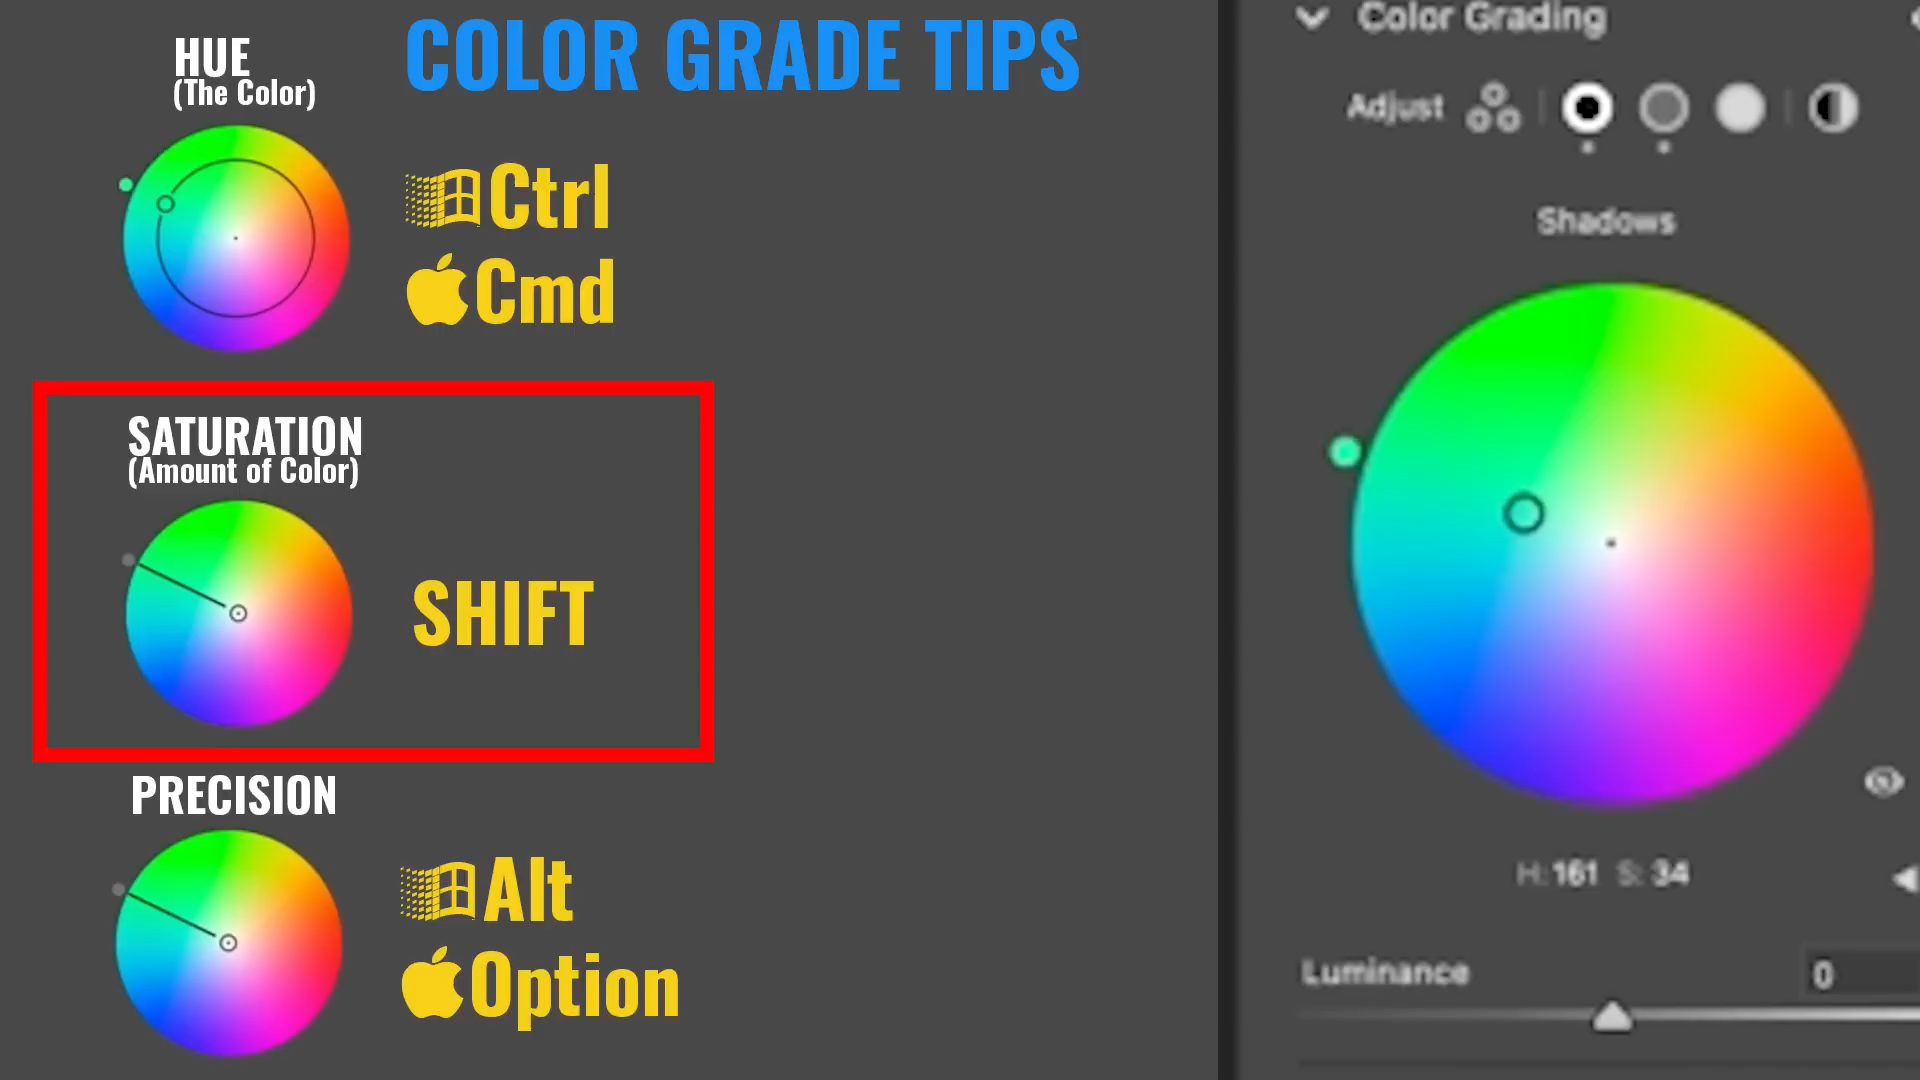 COLOR GRADE TIPS
HUE
(The Color)
Ctrl
Cmd
SATURATION
(Amount of Color)
SHIFT
PRECISION
Alt
Option
Color Grading
Adjust
Shadows
H: 161 S: 34
Luminance 0